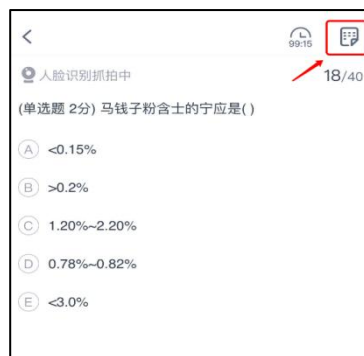 99:15
人脸识别抓拍中
18/40
(单选题 2分) 马钱子粉含士的宁应是( )
A <0.15%
B >0.2%
C 1.20%~2.20%
D 0.78%~0.82%
E <3.0%